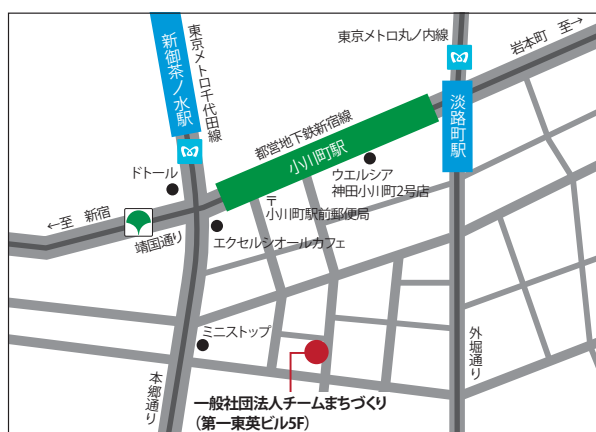 新御茶ノ水駅
東京メトロ千代田線
東京メトロ丸ノ内線
岩本町 至→
淡路町駅
都営地下鉄新宿線
小川町駅
ドトール
ウエルシア
神田小川町2号店
〒
小川町駅前郵便局
←至 新宿
靖国通り
エクセルシオールカフェ
ミニストップ
外堀通り
本郷通り
一般社団法人チームまちづくり
(第一東英ビル5F)